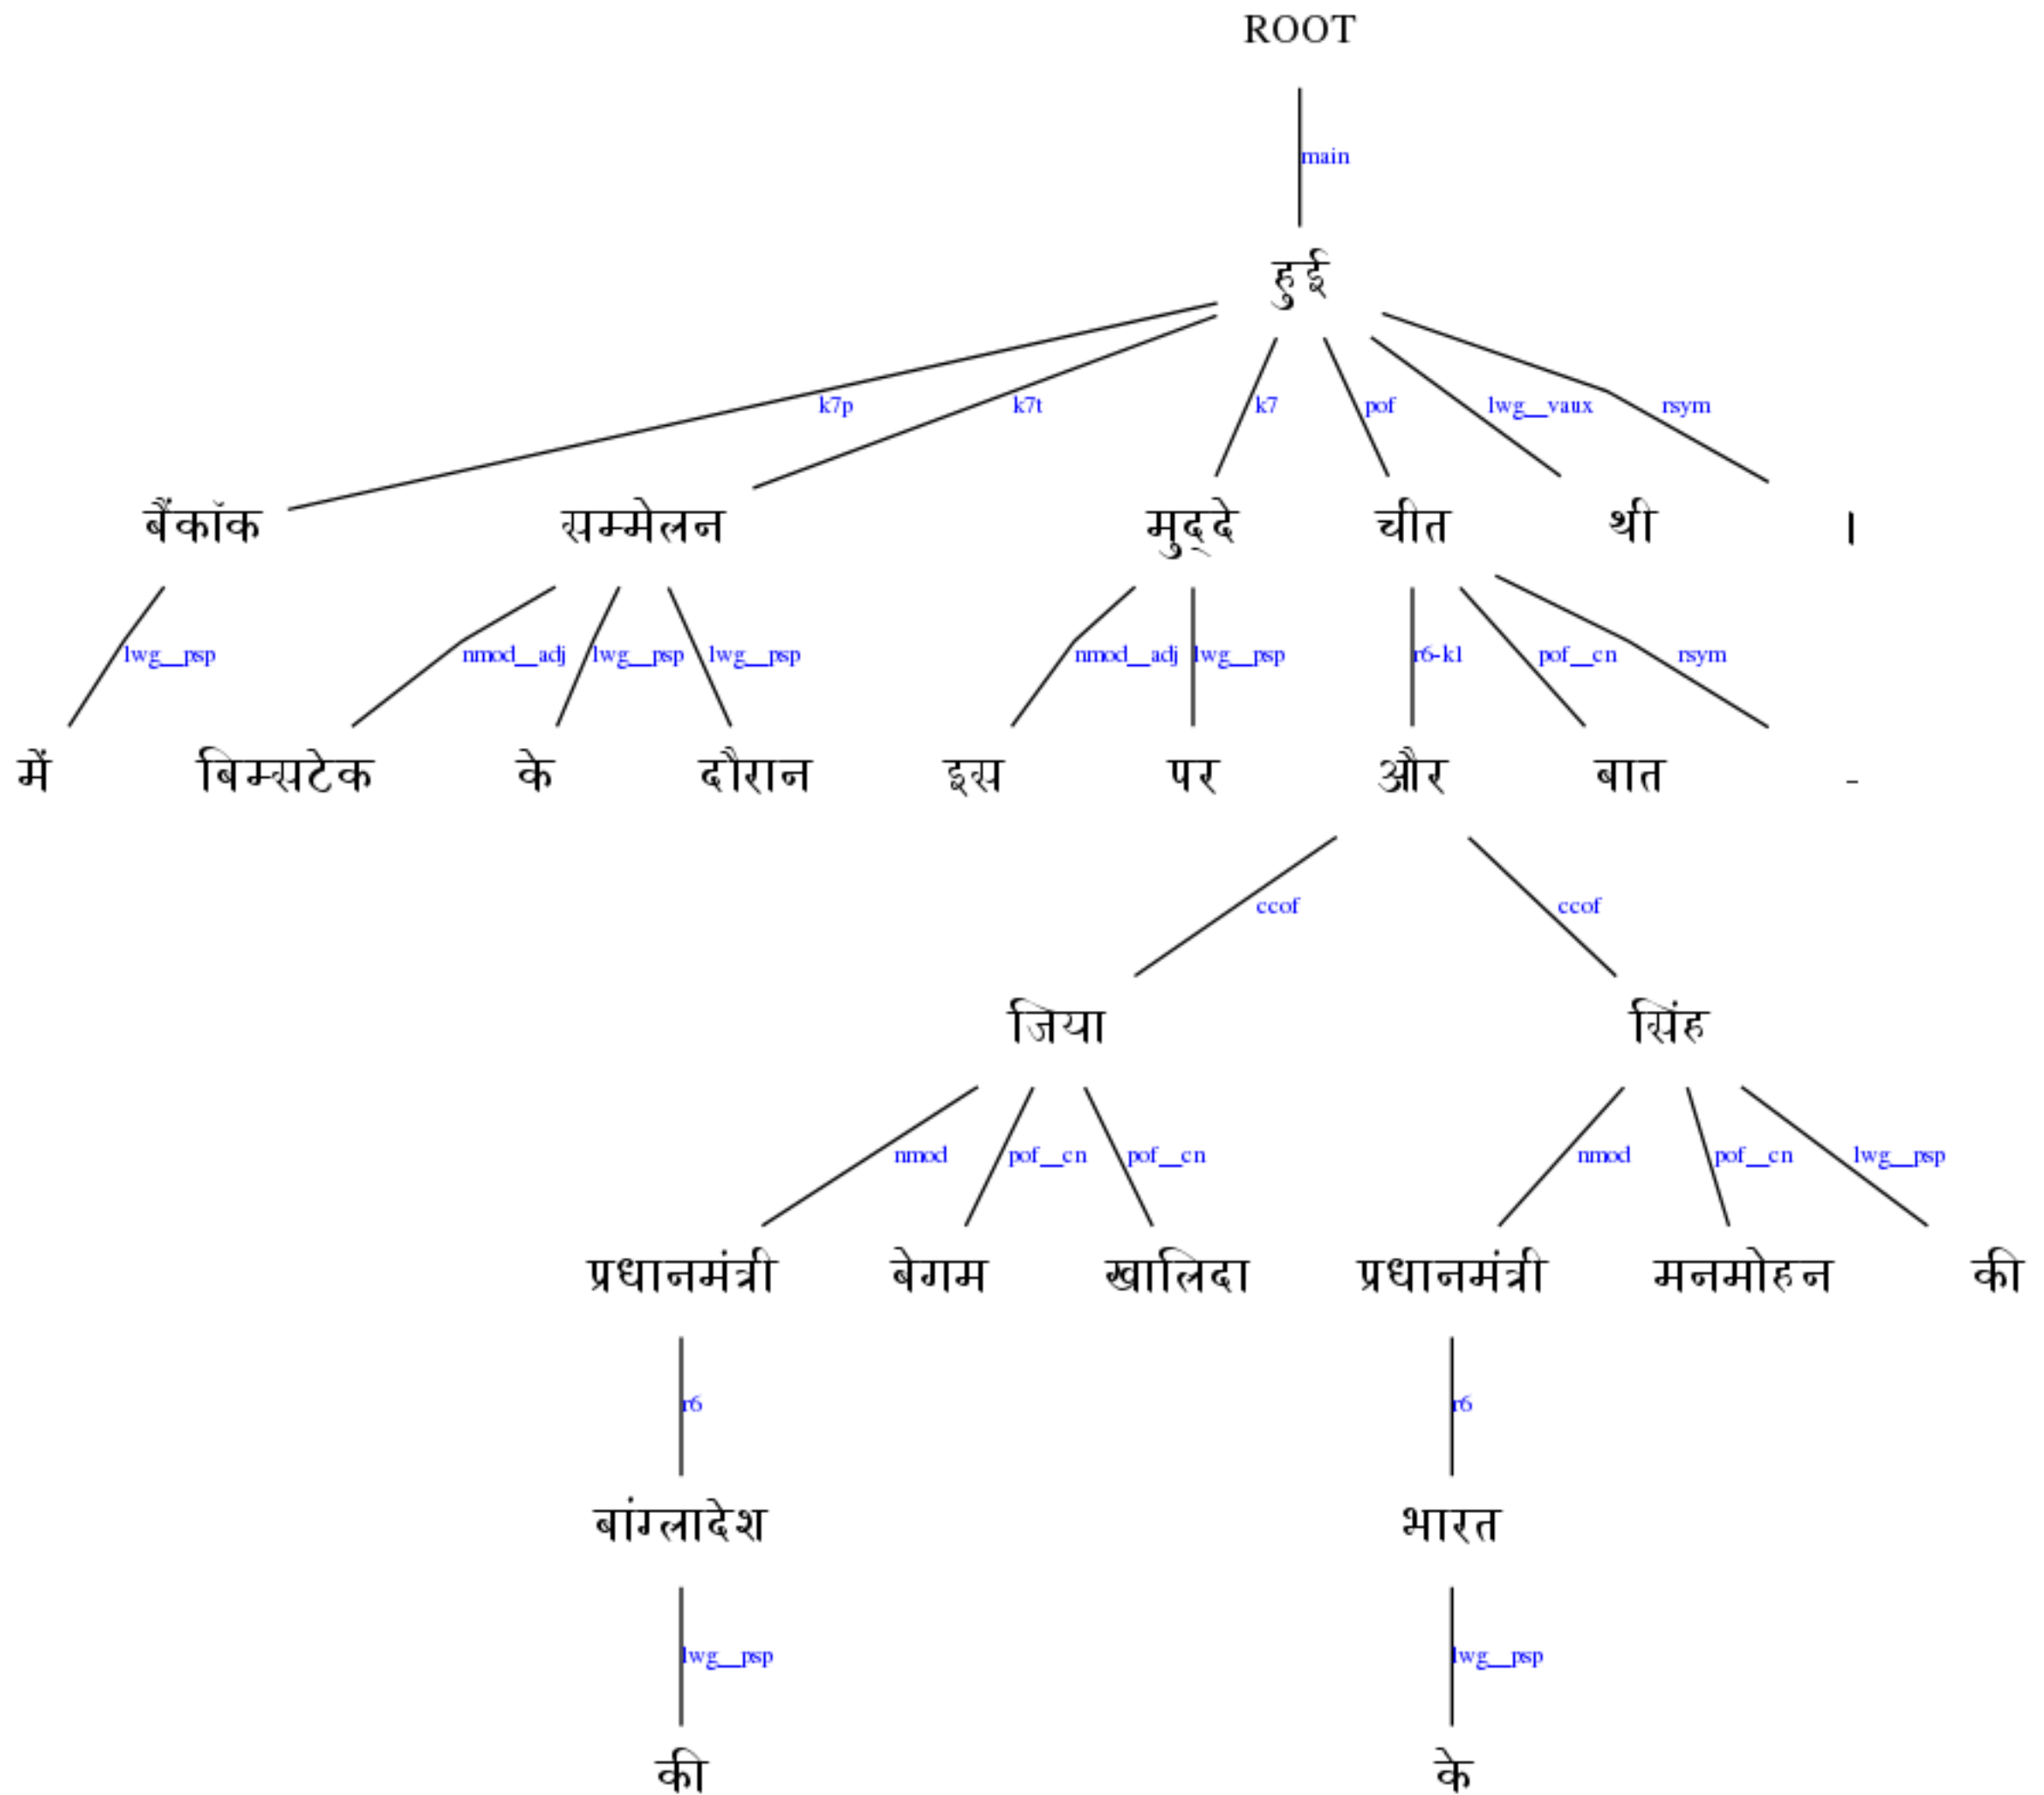 ROOT
main
हुई
k7p k7t k7 pof lwg__vaux rsym
बैंकॉक सम्मेलन मुद्दे चीत थी ।
lwg__psp nmod__adj lwg__psp lwg__psp nmod__adj lwg__psp r6-k1 pof__cn rsym
में बिम्सटेक के दौरान इस पर और बात -
ccof ccof
जिया सिंह
nmod pof__cn pof__cn nmod pof__cn lwg__psp
प्रधानमंत्री बेगम खालिदा प्रधानमंत्री मनमोहन की
r6 r6
बांग्लादेश भारत
lwg__psp lwg__psp
की के